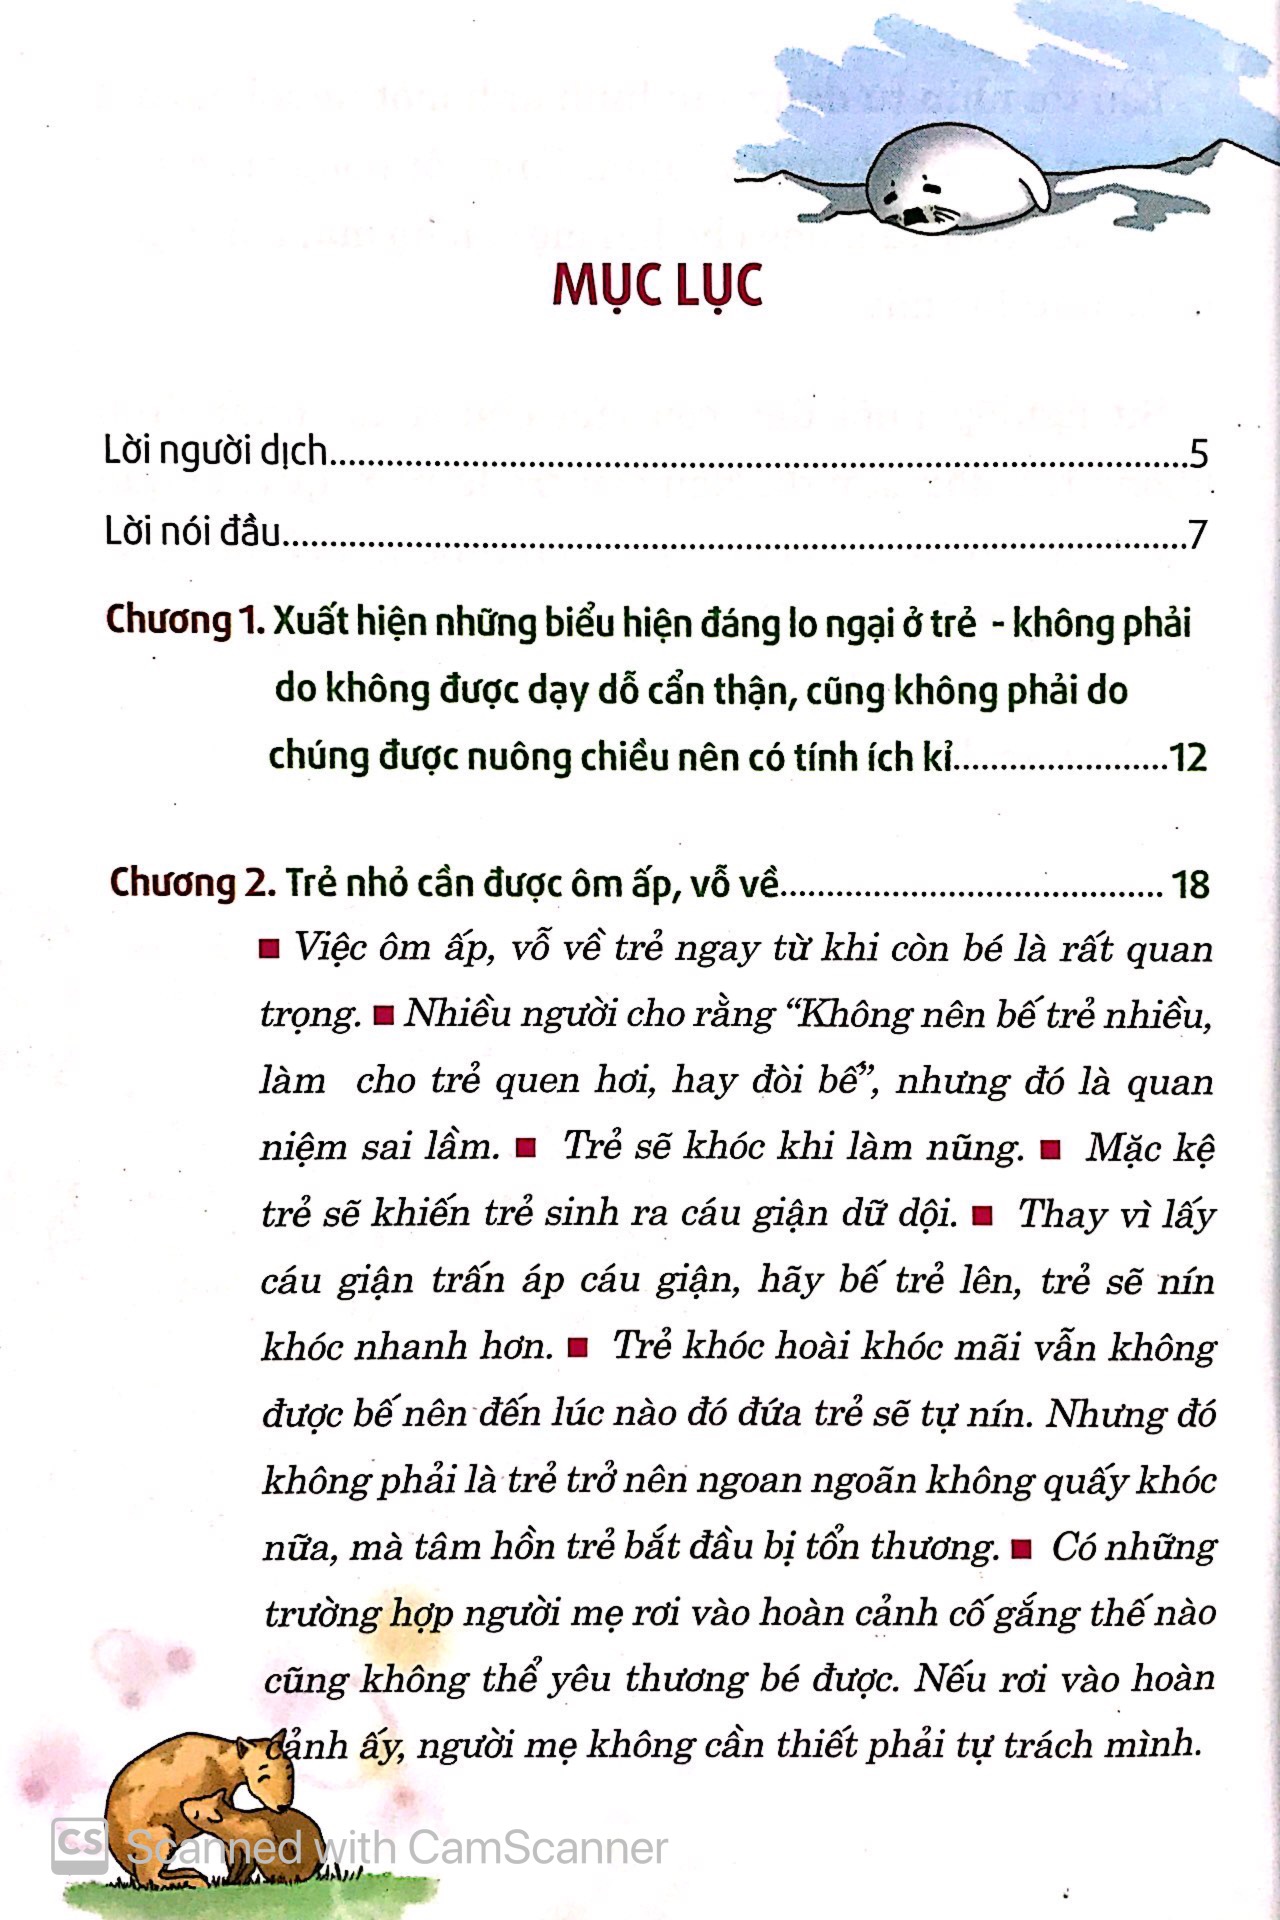 MỤC LỤC
Lời người dịch........................................................................................5
Lời nói đầu.............................................................................................7
Chương 1. Xuất hiện những biểu hiện đáng lo ngại ở trẻ - không phải
do không được dạy dỗ cẩn thận, cũng không phải do
chúng được nuông chiều nên có tính ích kỉ......................12
Chương 2. Trẻ nhỏ cần được ôm ấp, vỗ về....................................... 18
■ Việc ôm ấp, vỗ về trẻ ngay từ khi còn bé là rất quan
trọng. ■ Nhiều người cho rằng “Không nên bế trẻ nhiều,
làm cho trẻ quen hơi, hay đòi bế”, nhưng đó là quan
niệm sai lầm. ■ Trẻ sẽ khóc khi làm nũng. ■ Mặc kệ
trẻ sẽ khiến trẻ sinh ra cáu giận dữ dội. ■ Thay vì lấy
cáu giận trấn áp cáu giận, hãy bế trẻ lên, trẻ sẽ nín
khóc nhanh hơn. ■ Trẻ khóc hoài khóc mãi vẫn không
được bế nên đến lúc nào đó đứa trẻ sẽ tự nín. Nhưng đó
không phải là trẻ trở nên ngoan ngoãn không quấy khóc
nữa, mà tâm hồn trẻ bắt đầu bị tổn thương. ■ Có những
trường hợp người mẹ rơi vào hoàn cảnh cố gắng thế nào
cũng không thể yêu thương bé được. Nếu rơi vào hoàn
cảnh ấy, người mẹ không cần thiết phải tự trách mình.
CS Scanned with CamScanner